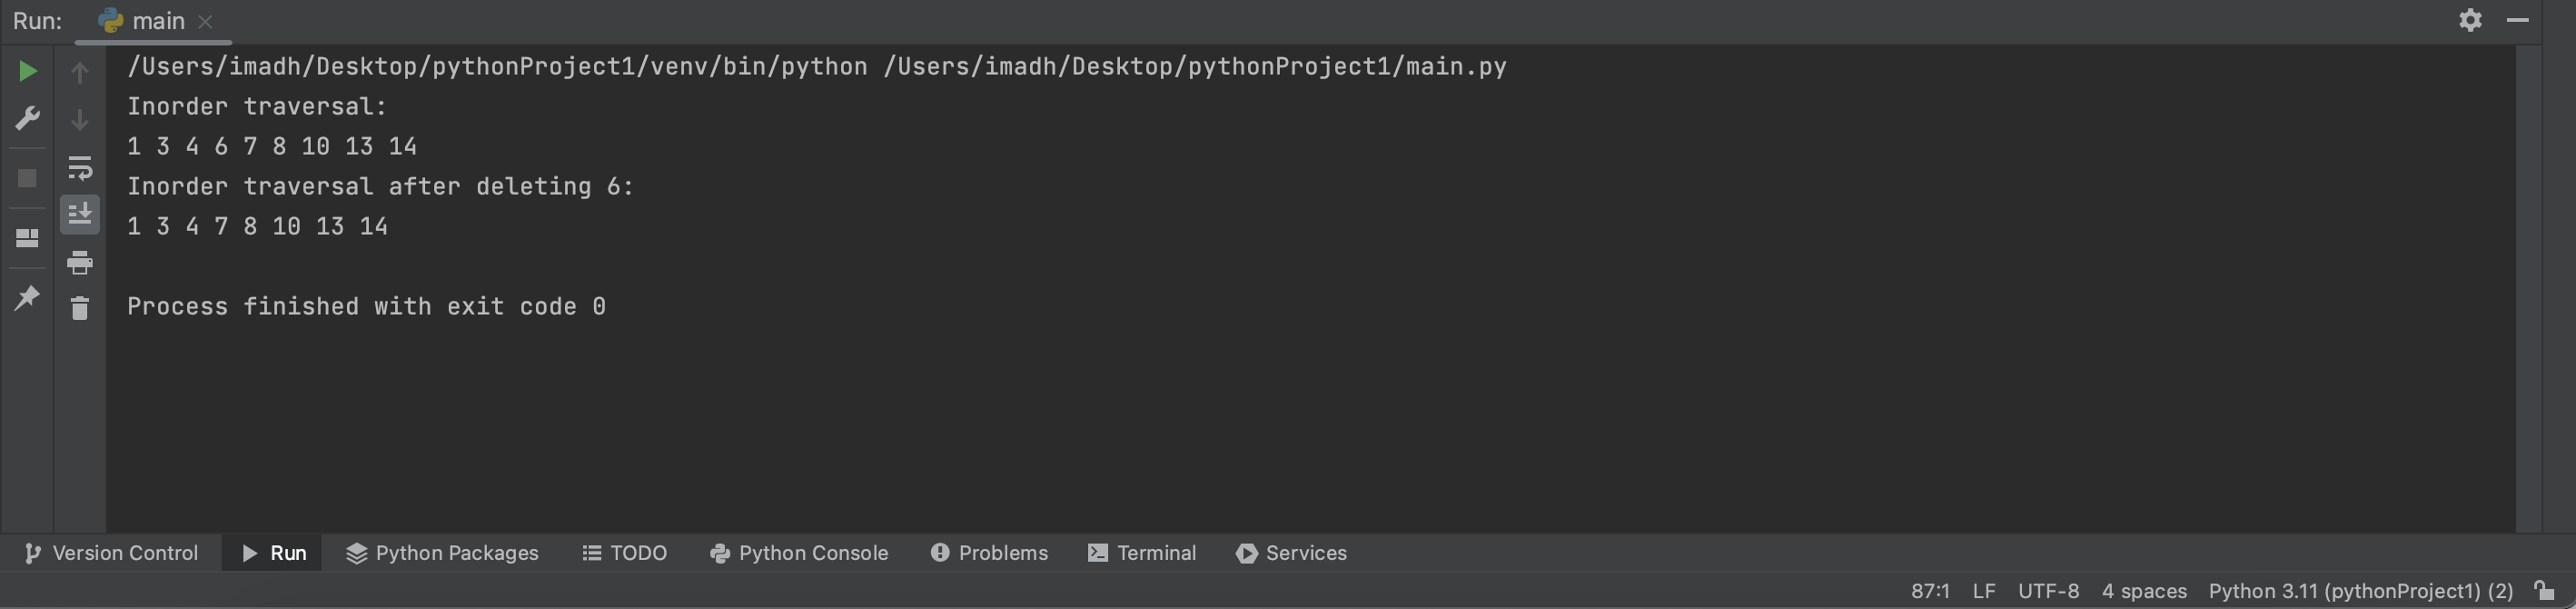 Run: main
/Users/imadh/Desktop/pythonProject1/venv/bin/python /Users/imadh/Desktop/pythonProject1/main.py
Inorder traversal:
1 3 4 6 7 8 10 13 14
Inorder traversal after deleting 6:
1 3 4 7 8 10 13 14
Process finished with exit code 0
Version Control Run Python Packages TODO Python Console Problems Terminal Services
87:1 LF UTF-8 4 spaces Python 3.11 (pythonProject1) (2)